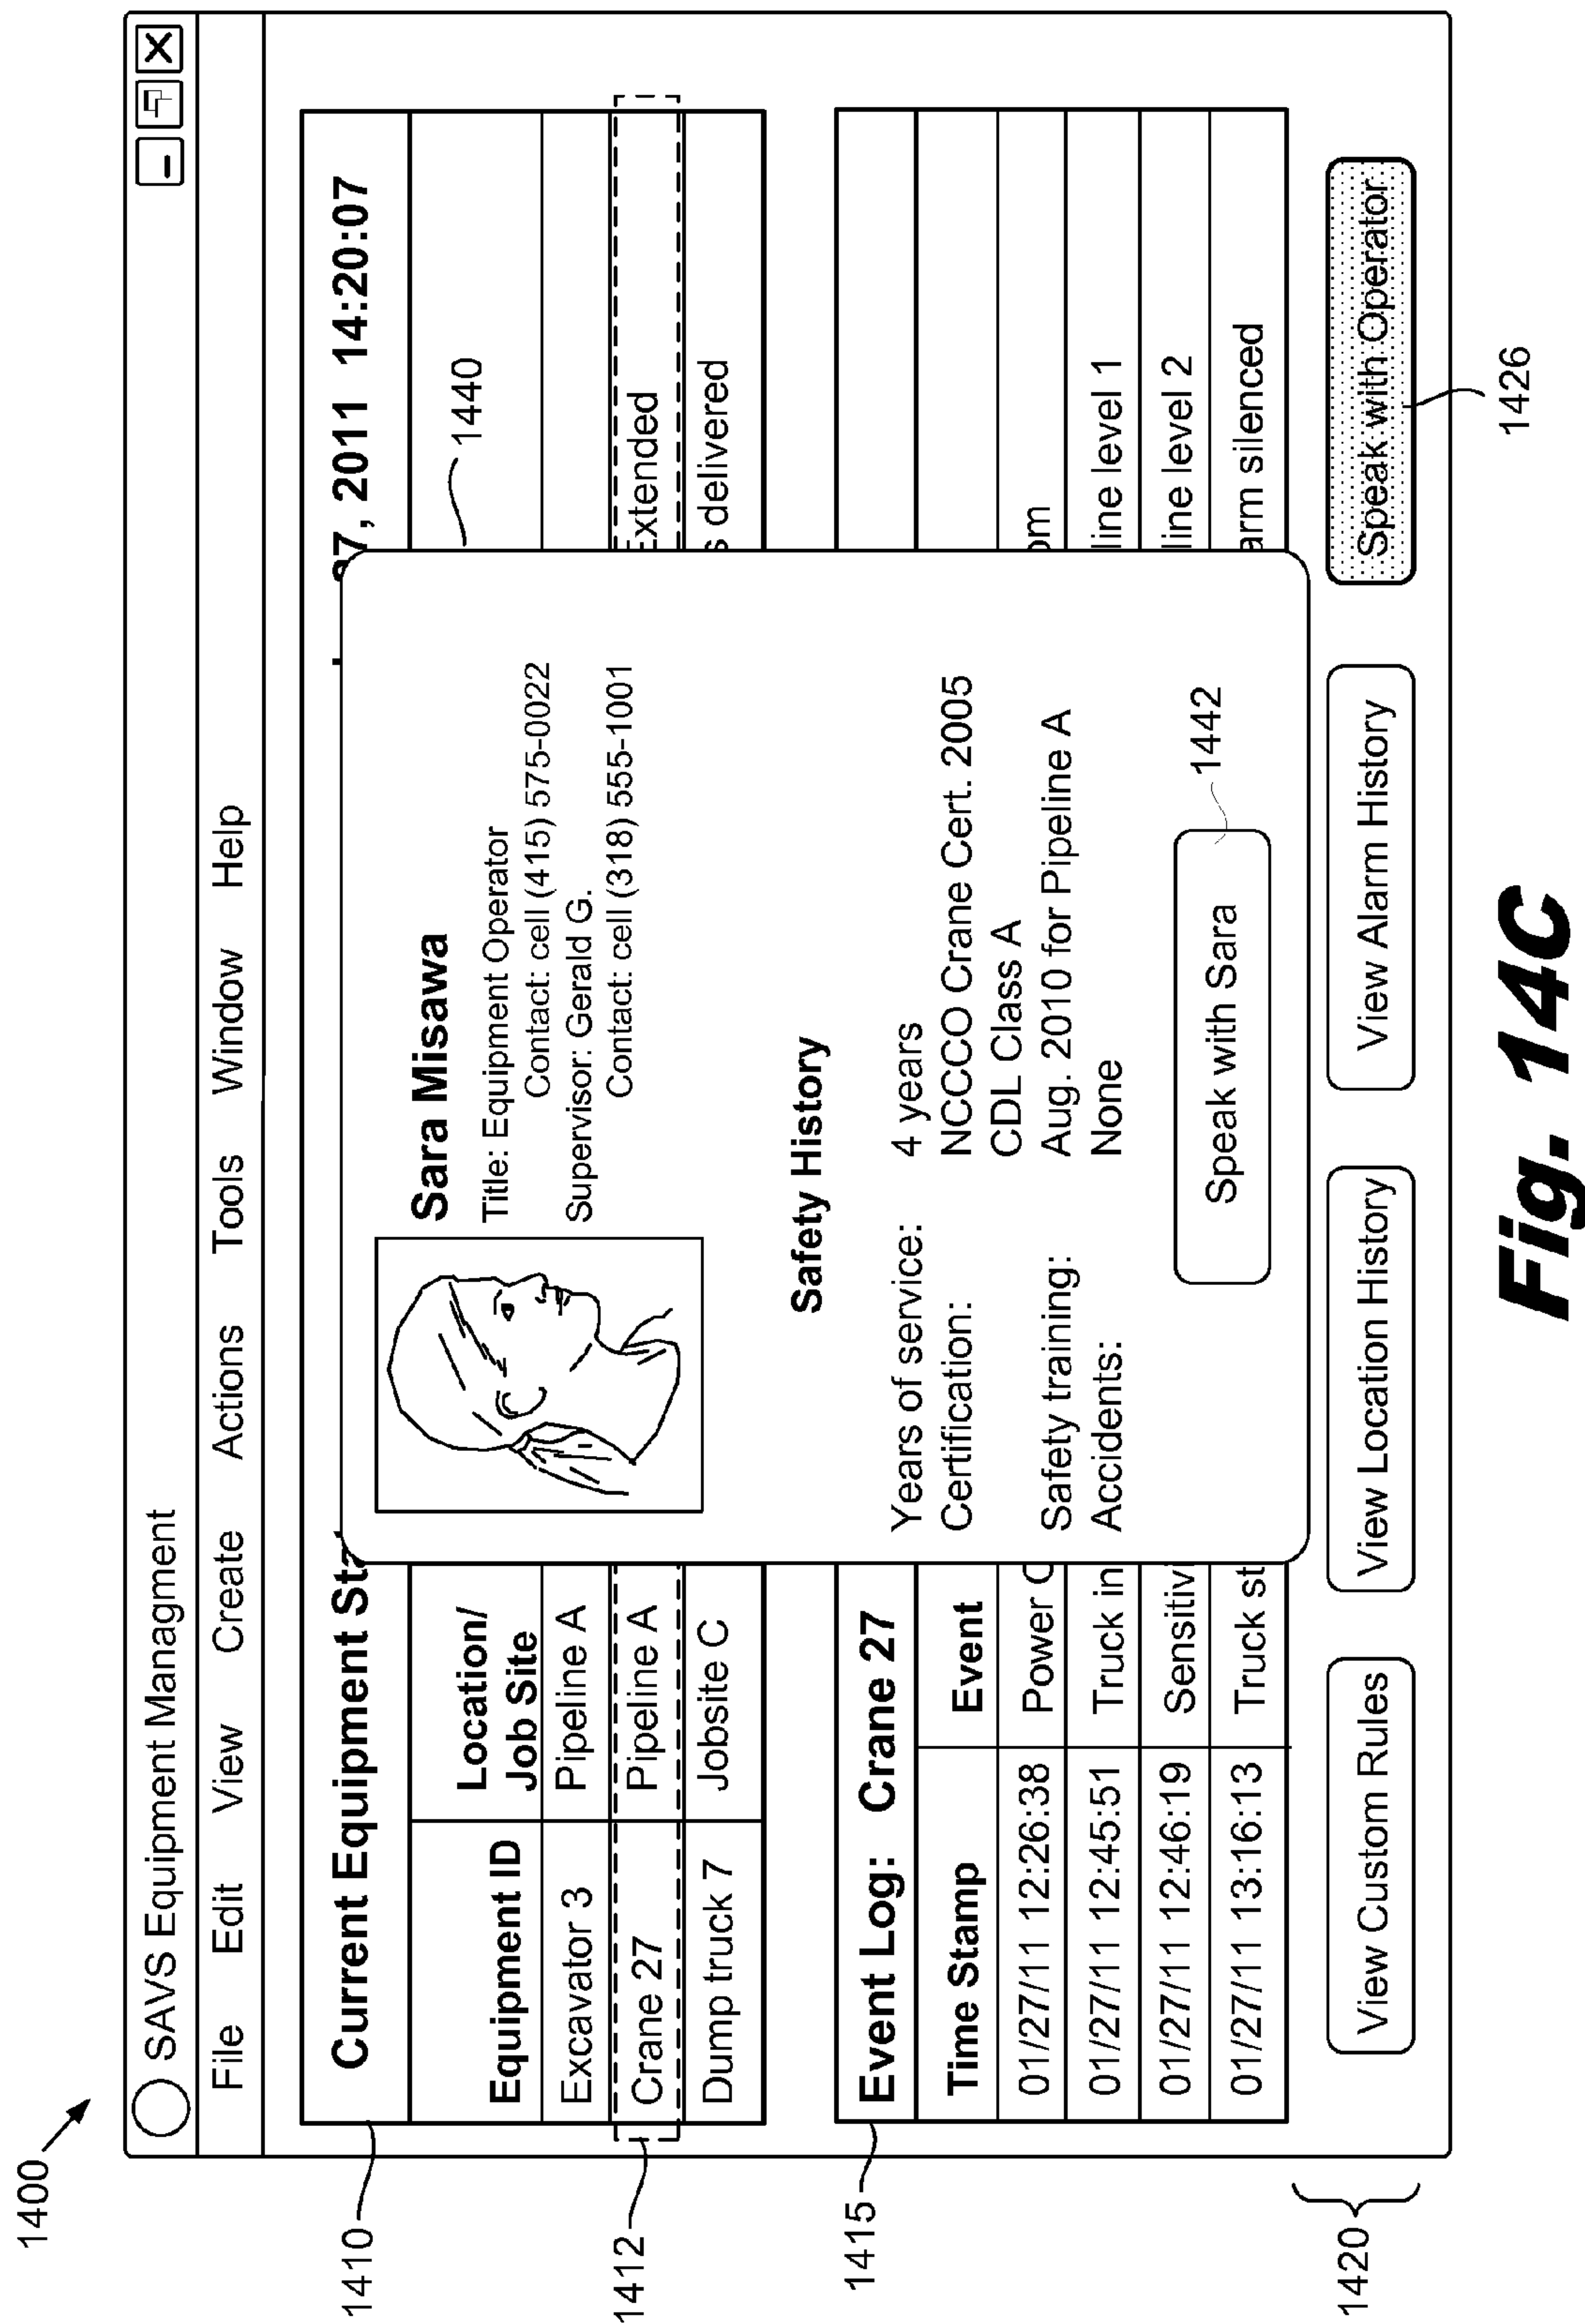 1400
SAVS Equipment Managment
File Edit View Create Actions Tools Window Help
1410
Current Equipment Sta 27, 2011 14:20:07
Equipment ID
Location/
Job Site
1440
Excavator 3 Pipeline A
1412
Crane 27 Pipeline A Extended
Dump truck 7 Jobsite C s delivered
Sara Misawa
Title: Equipment Operator
Contact: cell (415) 575-0022
Supervisor: Gerald G.
Contact: cell (318) 555-1001
Safety History
Years of service: 4 years
Certification: NCCCO Crane Cert. 2005
CDL Class A
Safety training: Aug. 2010 for Pipeline A
Accidents: None
Speak with Sara
1442
1415
Event Log: Crane 27
Time Stamp Event
01/27/11 12:26:38 Power O om
01/27/11 12:45:51 Truck in line level 1
01/27/11 12:46:19 Sensitivi line level 2
01/27/11 13:16:13 Truck st arm silenced
1420
View Custom Rules View Location History View Alarm History Speak with Operator
1426
Fig. 14C